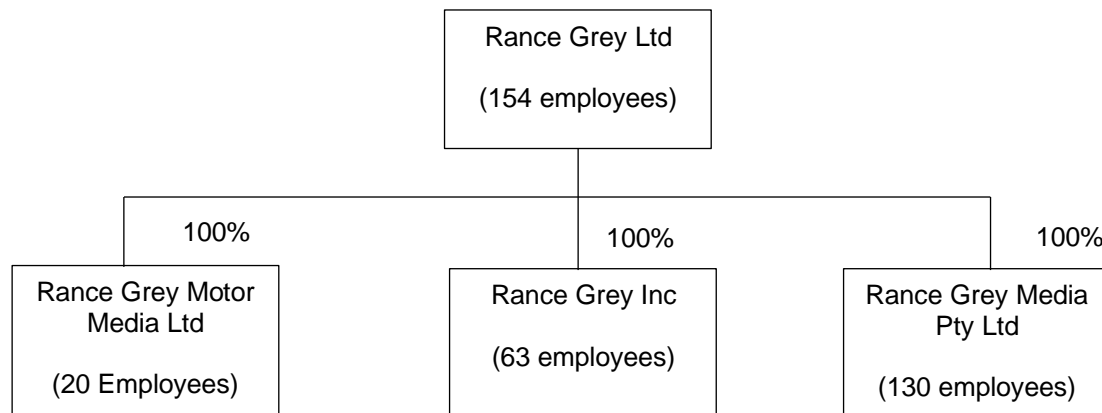 Rance Grey Ltd
(154 employees)
100%
100%
100%
Rance Grey Motor
Media Ltd
(20 Employees)
Rance Grey Inc
(63 employees)
Rance Grey Media
Pty Ltd
(130 employees)